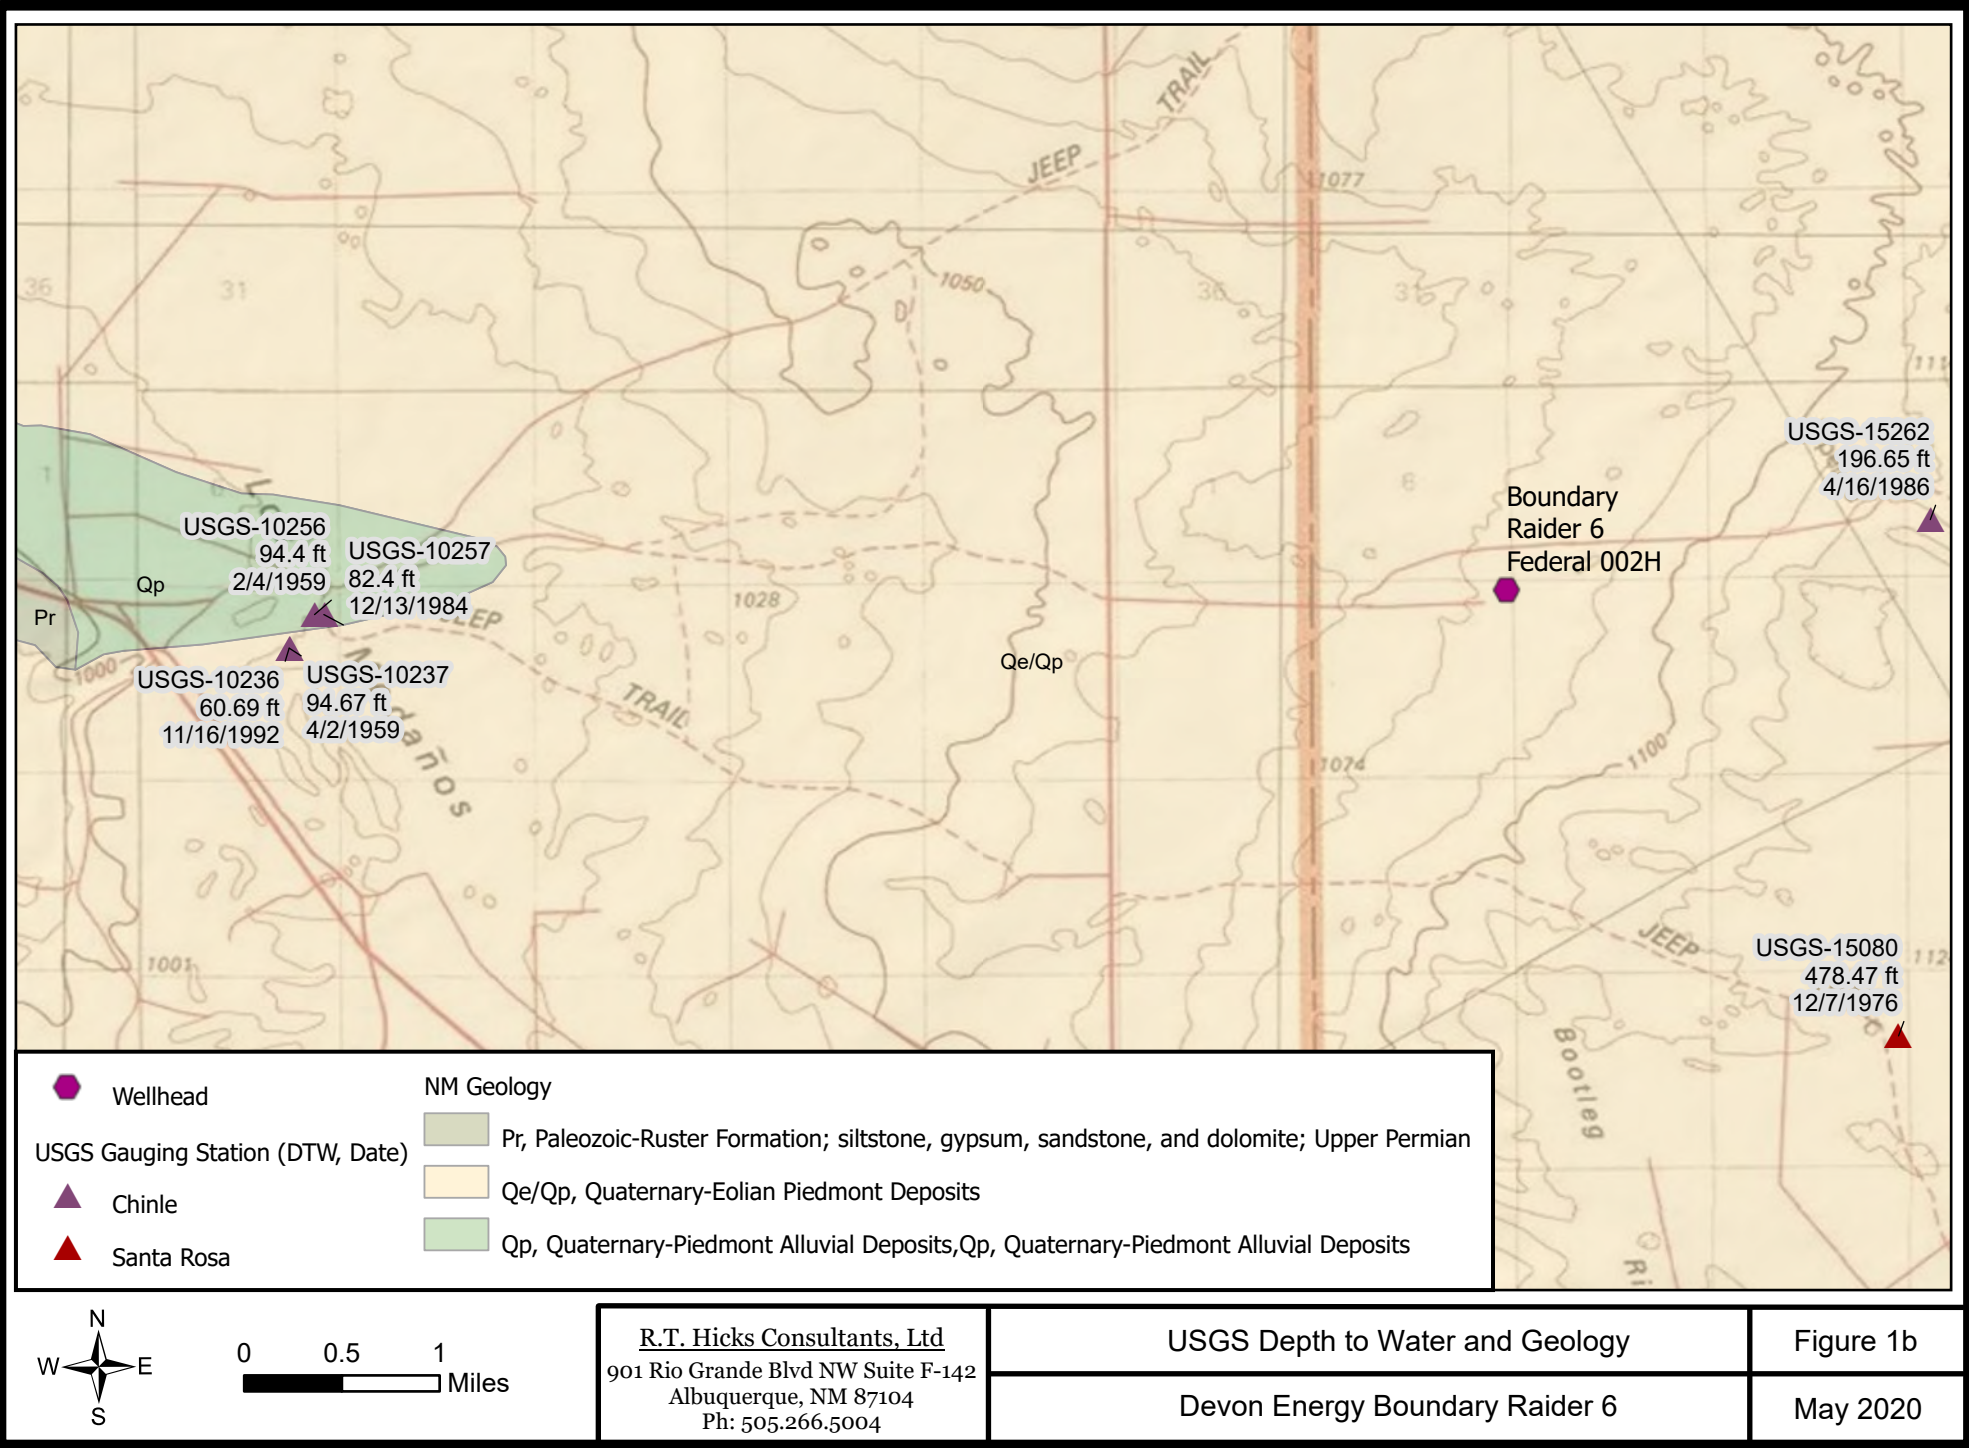 TRAIL
JEEP
1077
36
31
1050
36
31
111
USGS-15262
196.65 ft
4/16/1986
1
6
Boundary
Raider 6
Federal 002H
USGS-10256
94.4 ft
2/4/1959
USGS-10257
82.4 ft
12/13/1984
Qp
Pr
1028
JEEP
Qe/Qp
1000
USGS-10236
60.69 ft
11/16/1992
USGS-10237
94.67 ft
4/2/1959
TRAIL
1074
1100
1001
JEEP
USGS-15080
478.47 ft
12/7/1976
112
Bootleg
Ri
Wellhead
USGS Gauging Station (DTW, Date)
Chinle
Santa Rosa
NM Geology
Pr, Paleozoic-Ruster Formation; siltstone, gypsum, sandstone, and dolomite; Upper Permian
Qe/Qp, Quaternary-Eolian Piedmont Deposits
Qp, Quaternary-Piedmont Alluvial Deposits,Qp, Quaternary-Piedmont Alluvial Deposits
N
W E
S
0 0.5 1
Miles
R.T. Hicks Consultants, Ltd
901 Rio Grande Blvd NW Suite F-142
Albuquerque, NM 87104
Ph: 505.266.5004
USGS Depth to Water and Geology
Devon Energy Boundary Raider 6
Figure 1b
May 2020